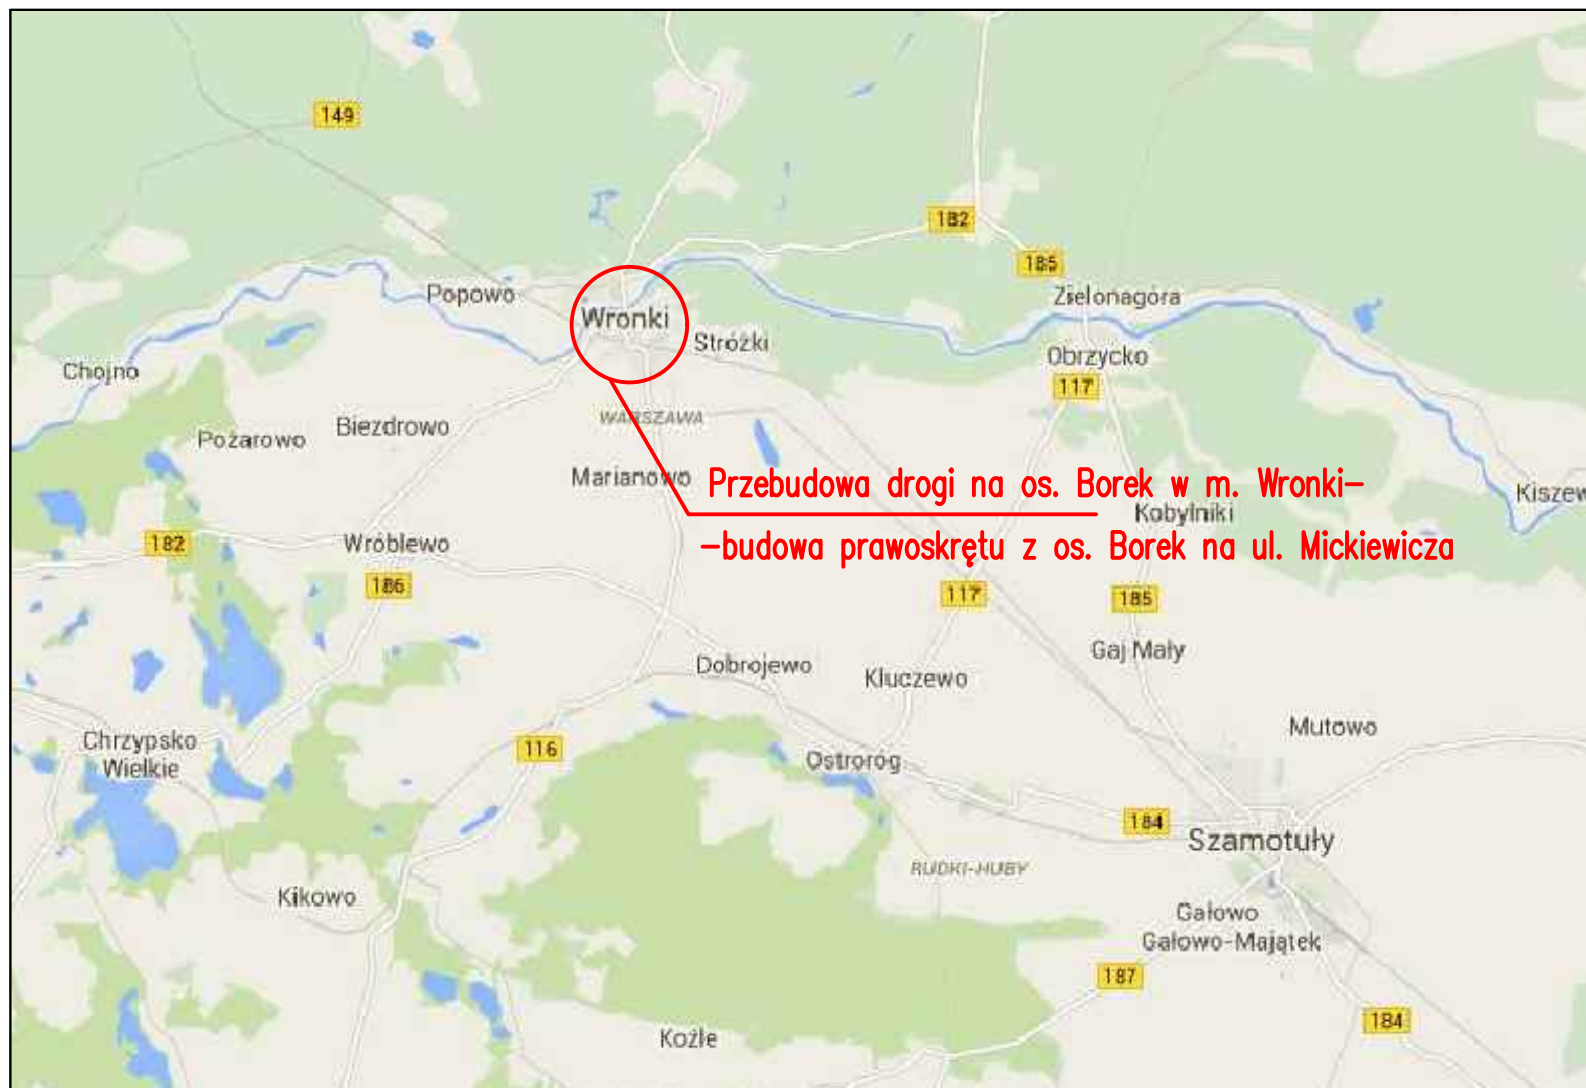 149
182
185
Popowo
Zielonagóra
Wronki
Stróżki
Obrzycko
Chojno
117
WARSZAWA
Biezdrowo
Pożarowo
Marianowo
Przebudowa drogi na os. Borek w m. Wronki-
Kiszew
Kobylniki
182
Wróblewo
-budowa prawoskrętu z os. Borek na ul. Mickiewicza
186
117
185
Gaj Mały
Dobrojewo
Kluczewo
Mutowo
Chrzypsko
Wielkie
116
Ostroróg
184
Szamotuły
RUDKI-HUBY
Kikowo
Gałowo
Gałowo-Majątek
187
184
Koźle